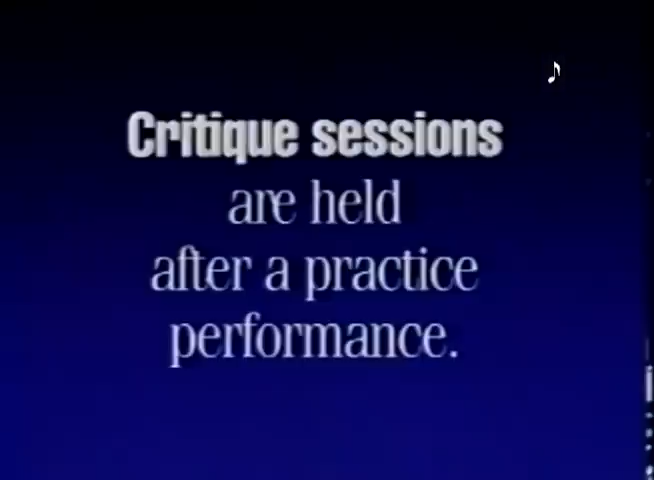 ♪
Critique sessions
are held
after a practice
performance.